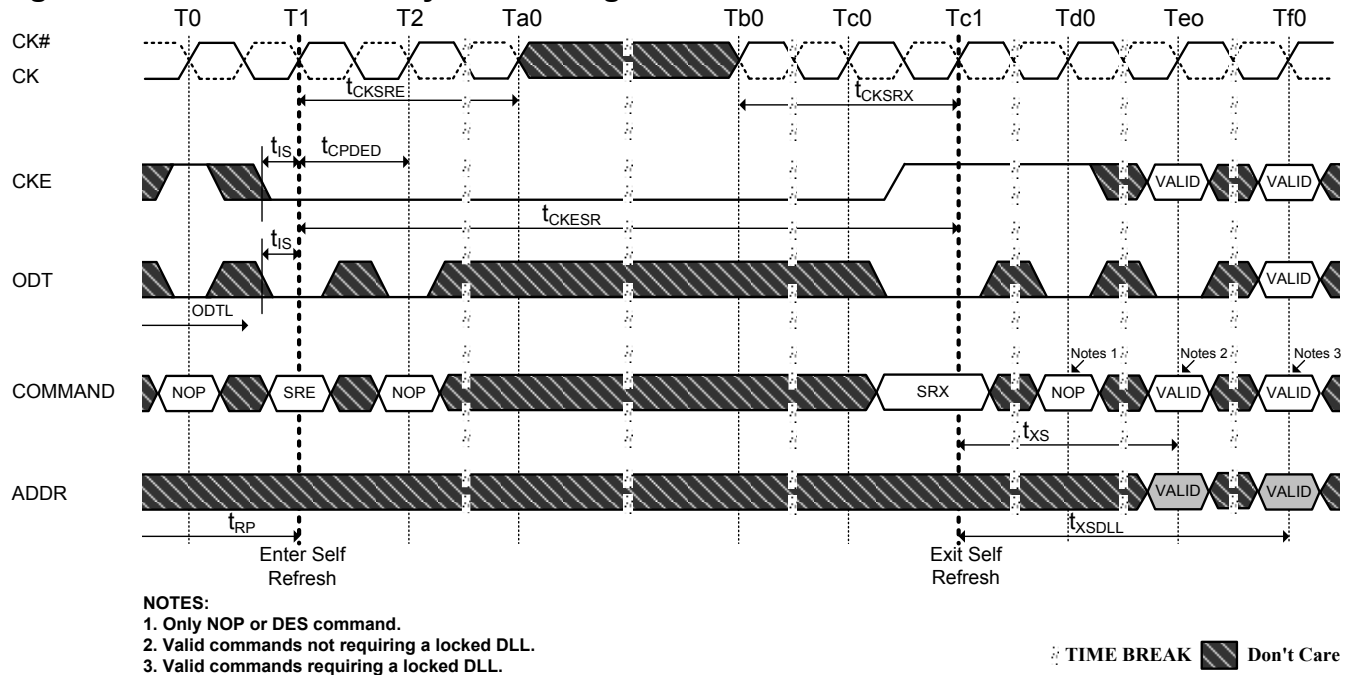 T0 T1 T2 Ta0 Tb0 Tc0 Tc1 Td0 Teo Tf0
CK#
CK
tCKSRE tCKSRX
tIS tCPDED
CKE VALID VALID
tCKESR
tIS
ODT VALID
ODTL
Notes 1 Notes 2 Notes 3
COMMAND NOP SRE NOP SRX NOP VALID VALID
tXS
ADDR VALID VALID
tRP tXSDLL
Enter Self
Refresh
Exit Self
Refresh
NOTES:
1. Only NOP or DES command.
2. Valid commands not requiring a locked DLL.
3. Valid commands requiring a locked DLL.
TIME BREAK Don't Care